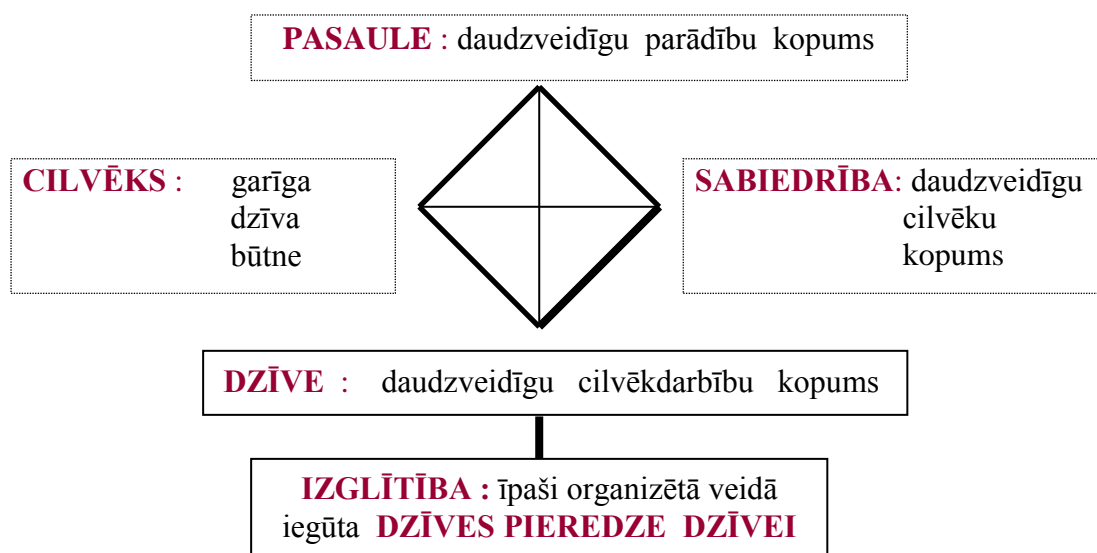 PASAULE : daudzveidīgu parādību kopums
CILVĒKS : garīga
dzīva
būtne
SABIEDRĪBA: daudzveidīgu
cilvēku
kopums
DZĪVE : daudzveidīgu cilvēkdarbību kopums
IZGLĪTĪBA : īpaši organizētā veidā
iegūta DZĪVES PIEREDZE DZĪVEI